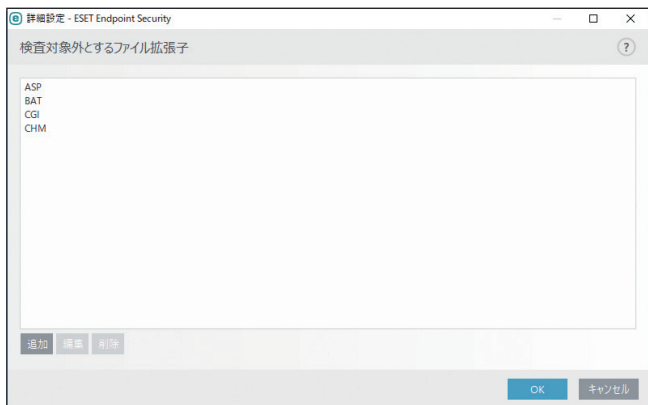 詳細設定 - ESET Endpoint Security
検査対象外とするファイル拡張子
?
ASP
BAT
CGI
CHM
追加 編集 削除
OK キャンセル